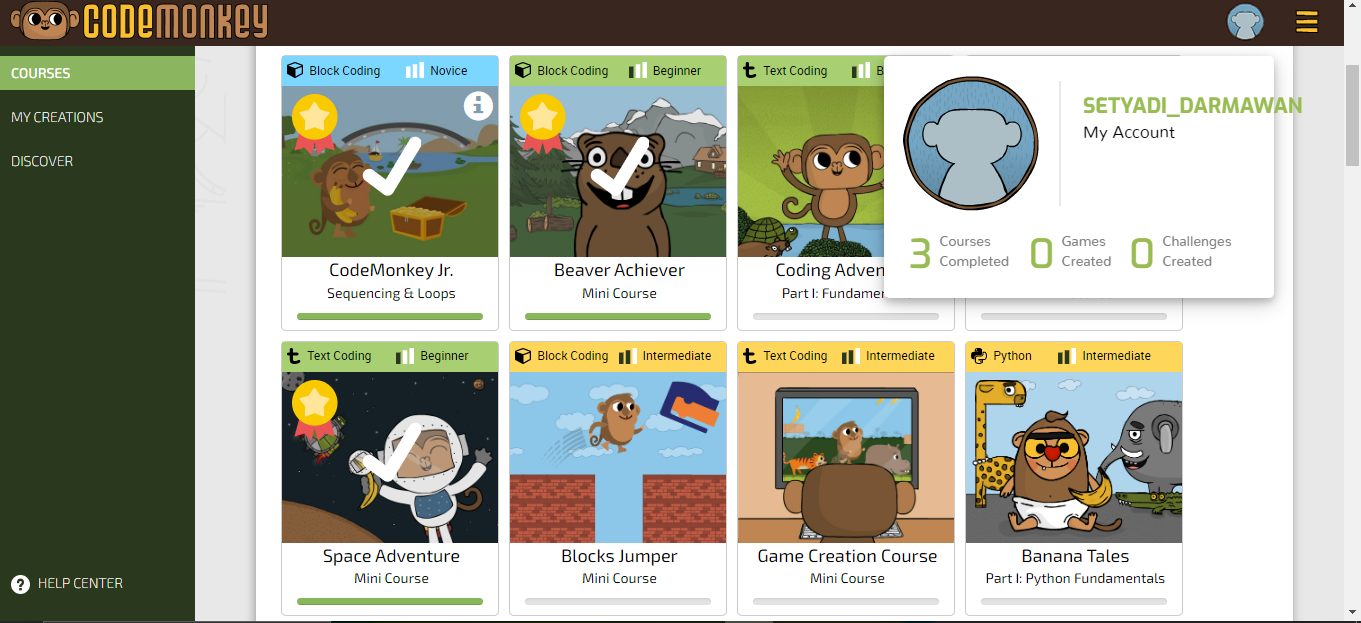 CODEMONKEY
COURSES
MY CREATIONS
DISCOVER
HELP CENTER
Block Coding Novice
CodeMonkey Jr.
Sequencing & Loops
Block Coding Beginner
Beaver Achiever
Mini Course
Text Coding B
Coding Adven
Part I: Fundamen
SETYADI_DARMAWAN
My Account
3 Courses Completed
0 Games Created
0 Challenges Created
Text Coding Beginner
Space Adventure
Mini Course
Block Coding Intermediate
Blocks Jumper
Mini Course
Text Coding Intermediate
Game Creation Course
Mini Course
Python Intermediate
Banana Tales
Part I: Python Fundamentals